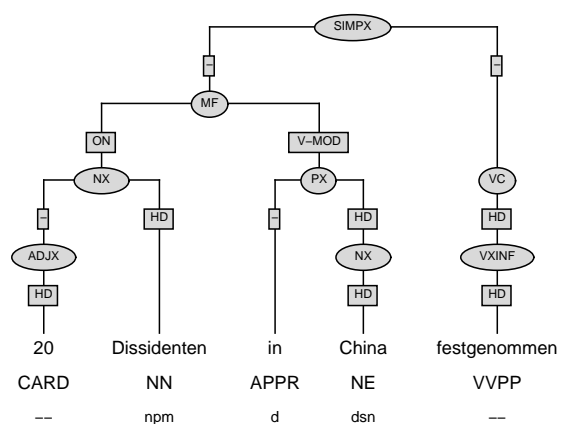 SIMPX
– –
MF
ON V–MOD
NX PX VC
– HD – HD HD
ADJX NX VXINF
HD HD HD
20 Dissidenten in China festgenommen
CARD NN APPR NE VVPP
–– npm d dsn ––